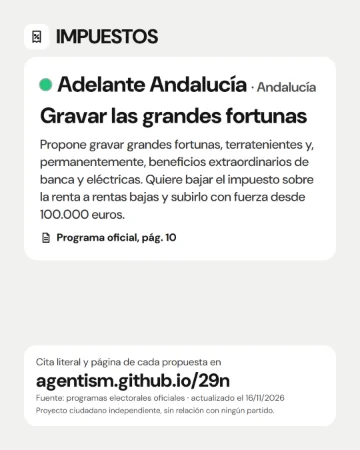 IMPUESTOS
Adelante Andalucía · Andalucía
Gravar las grandes fortunas
Propone gravar grandes fortunas, terratenientes y,
permanentemente, beneficios extraordinarios de
banca y eléctricas. Quiere bajar el impuesto sobre
la renta a rentas bajas y subirlo con fuerza desde
100.000 euros.
Programa oficial, pág. 10
Cita literal y página de cada propuesta en
agentism.github.io/29n
Fuente: programas electorales oficiales · actualizado el 16/11/2026
Proyecto ciudadano independiente, sin relación con ningún partido.